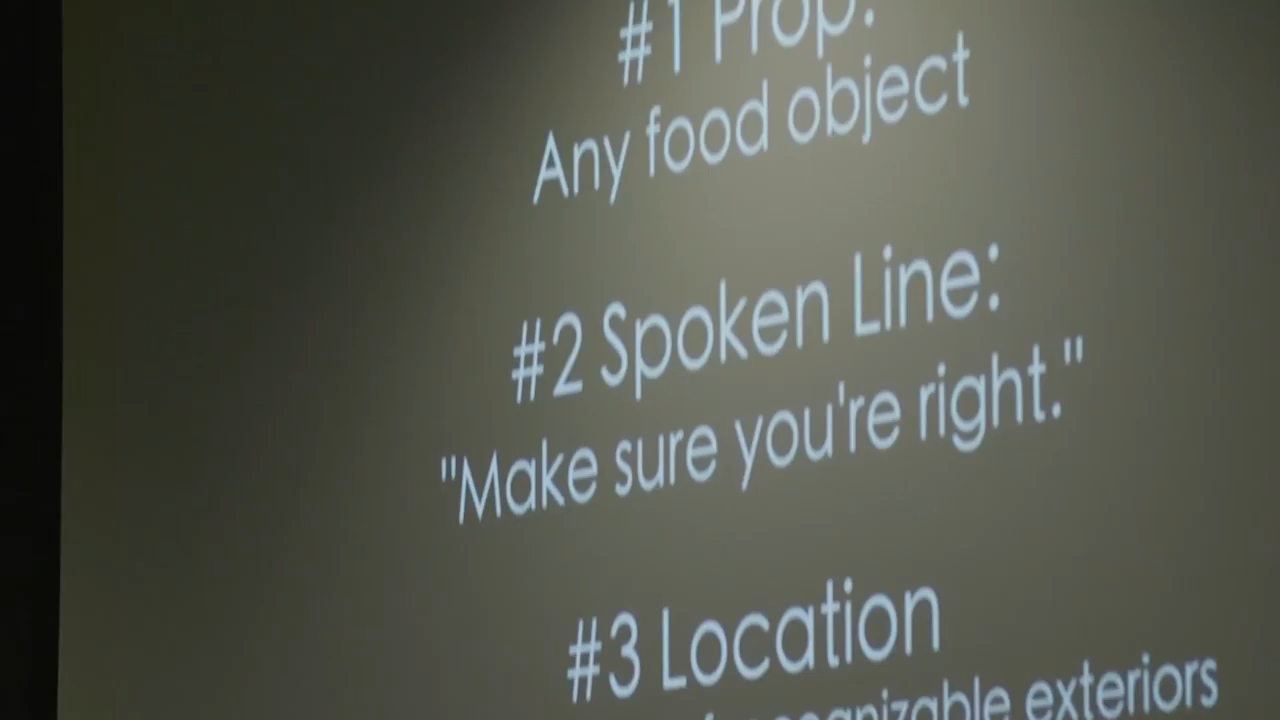 #1 Prop:
Any food object
#2 Spoken Line:
"Make sure you're right."
#3 Location
exteriors